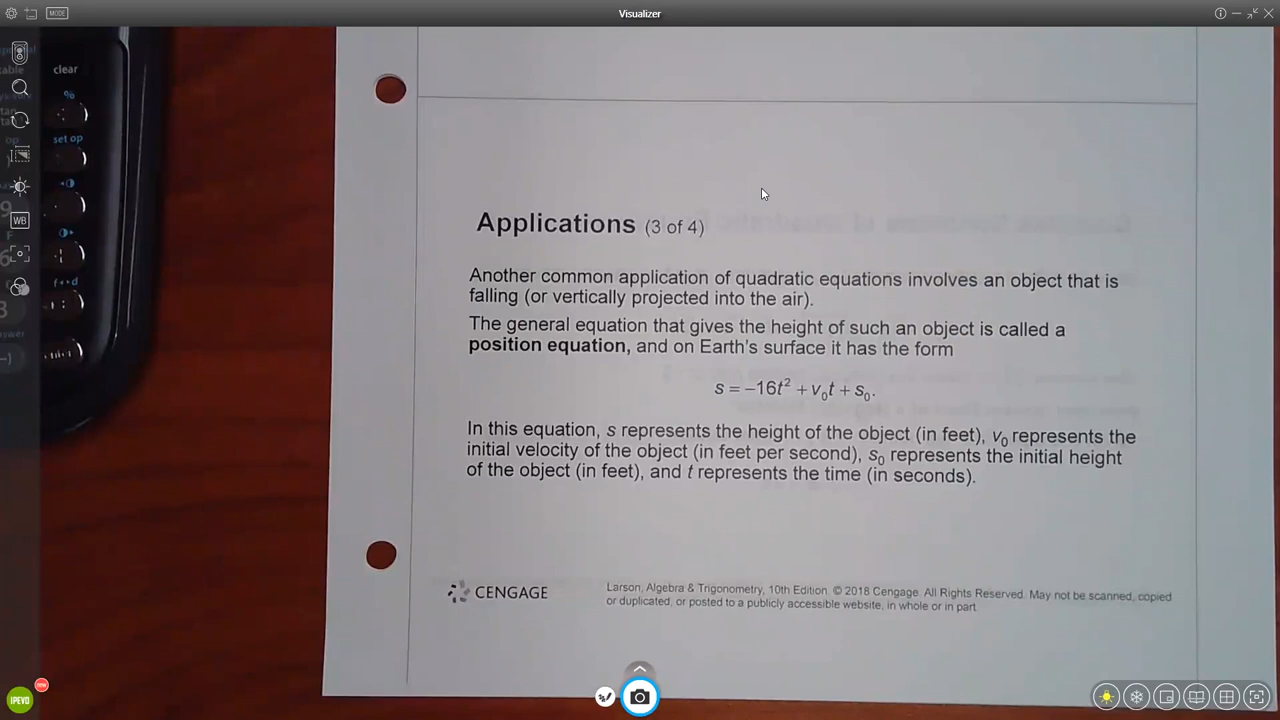 MODE
Visualizer
clear
%
set op
WB
f↔d
(–)
Applications (3 of 4)
Another common application of quadratic equations involves an object that is
falling (or vertically projected into the air).
The general equation that gives the height of such an object is called a
position equation, and on Earth's surface it has the form
s = –16t² + v₀t + s₀.
In this equation, s represents the height of the object (in feet), v₀ represents the
initial velocity of the object (in feet per second), s₀ represents the initial height
of the object (in feet), and t represents the time (in seconds).
CENGAGE
Larson, Algebra & Trigonometry, 10th Edition. © 2018 Cengage. All Rights Reserved. May not be scanned, copied
or duplicated, or posted to a publicly accessible website, in whole or in part.
new
IPEVO